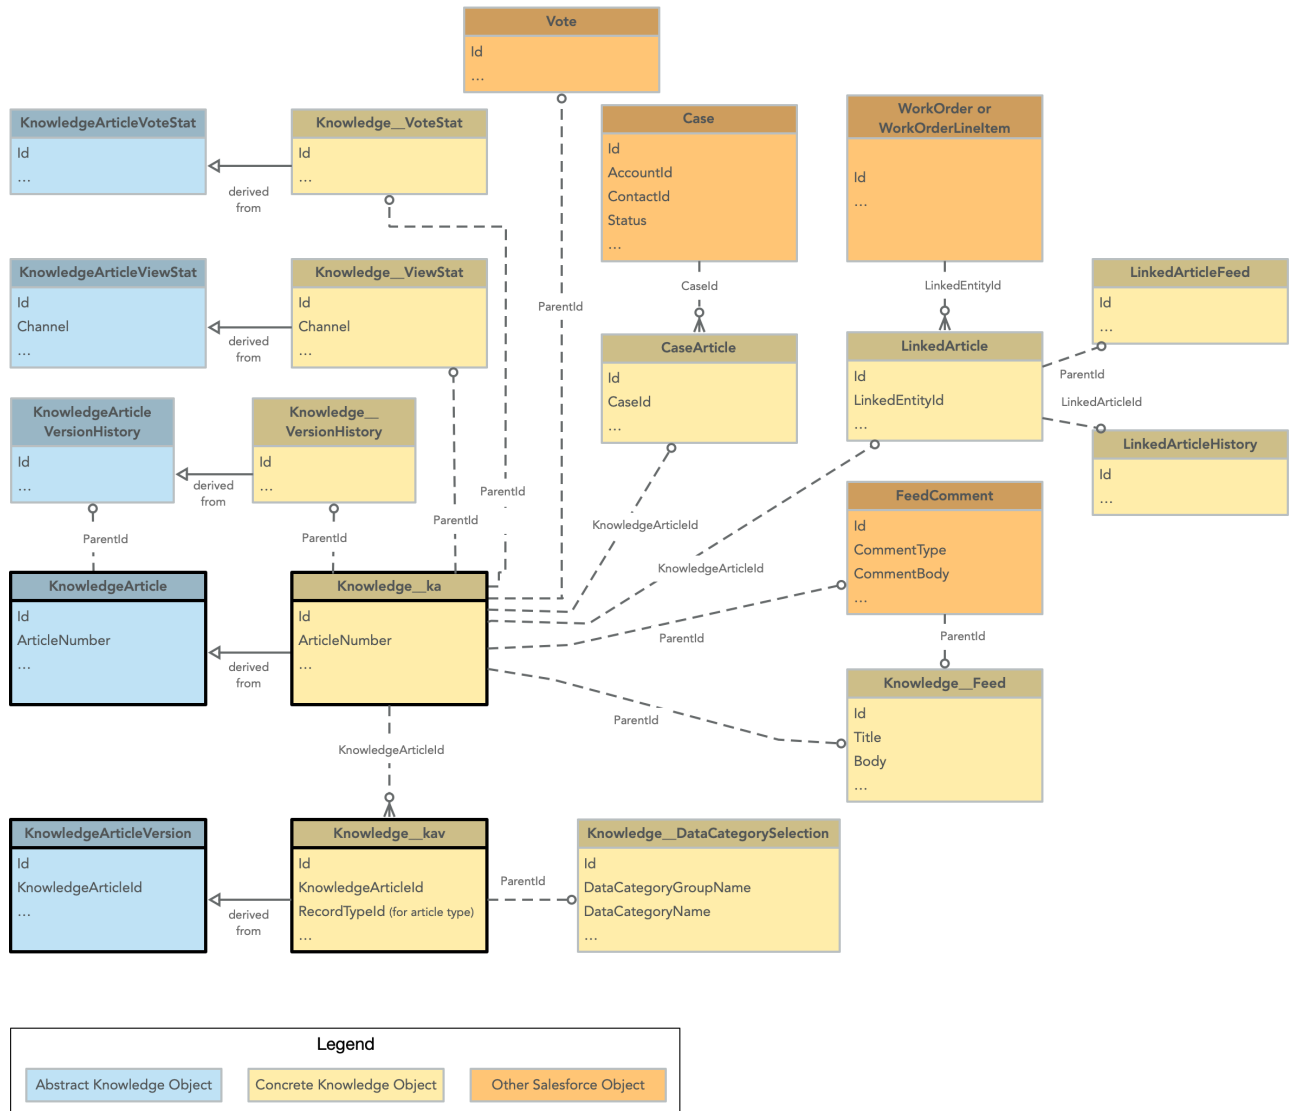 Vote
Id
...
KnowledgeArticleVoteStat
Id
...
derived
from
Knowledge__VoteStat
Id
...
Case
Id
AccountId
ContactId
Status
...
WorkOrder or
WorkOrderLineItem
Id
...
KnowledgeArticleViewStat
Id
Channel
...
derived
from
Knowledge__ViewStat
Id
Channel
...
ParentId
CaseId
LinkedEntityId
LinkedArticleFeed
Id
...
CaseArticle
Id
CaseId
...
LinkedArticle
Id
LinkedEntityId
...
ParentId
LinkedArticleId
LinkedArticleHistory
Id
...
KnowledgeArticle
VersionHistory
Id
...
derived
from
Knowledge__
VersionHistory
Id
...
ParentId
ParentId
ParentId
ParentId
KnowledgeArticleId
KnowledgeArticleId
FeedComment
Id
CommentType
CommentBody
...
KnowledgeArticle
Id
ArticleNumber
...
derived
from
Knowledge__ka
Id
ArticleNumber
...
ParentId
ParentId
ParentId
Knowledge__Feed
Id
Title
Body
...
KnowledgeArticleId
KnowledgeArticleVersion
Id
KnowledgeArticleId
...
derived
from
Knowledge__kav
Id
KnowledgeArticleId
RecordTypeId (for article type)
...
ParentId
Knowledge__DataCategorySelection
Id
DataCategoryGroupName
DataCategoryName
...
Legend
Abstract Knowledge Object
Concrete Knowledge Object
Other Salesforce Object